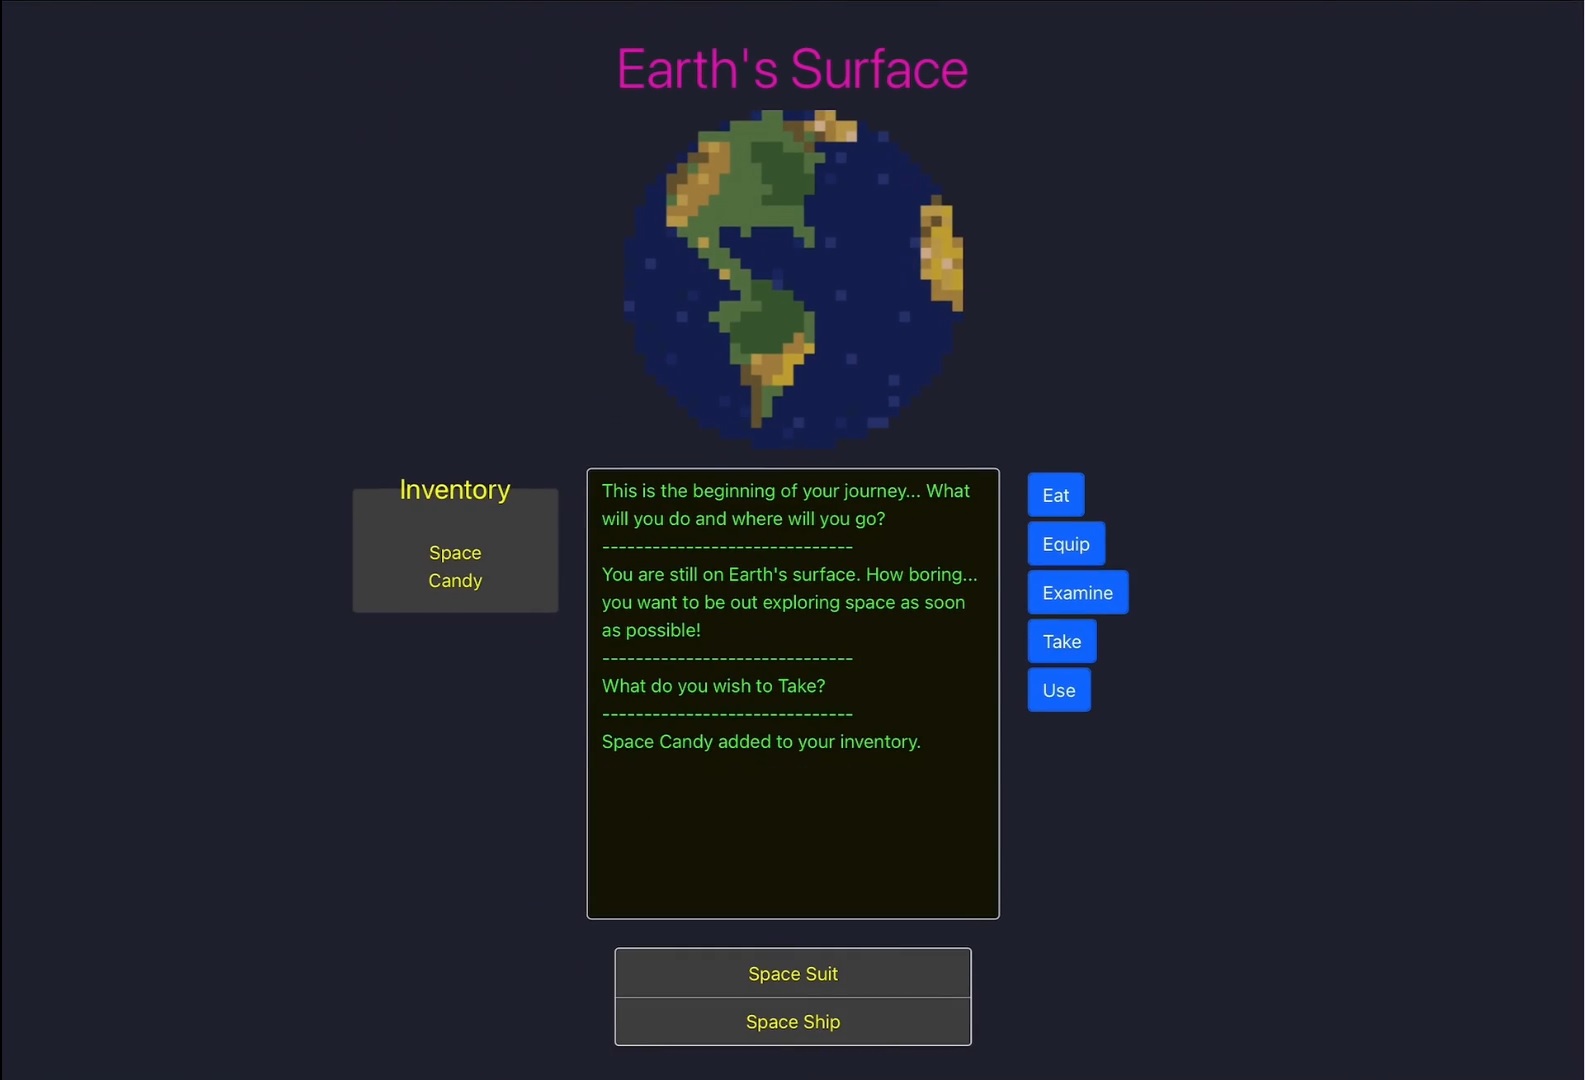 Earth's Surface
Inventory
Space
Candy
This is the beginning of your journey... What
will you do and where will you go?
------------------------------
You are still on Earth's surface. How boring...
you want to be out exploring space as soon
as possible!
------------------------------
What do you wish to Take?
------------------------------
Space Candy added to your inventory.
Eat
Equip
Examine
Take
Use
Space Suit
Space Ship